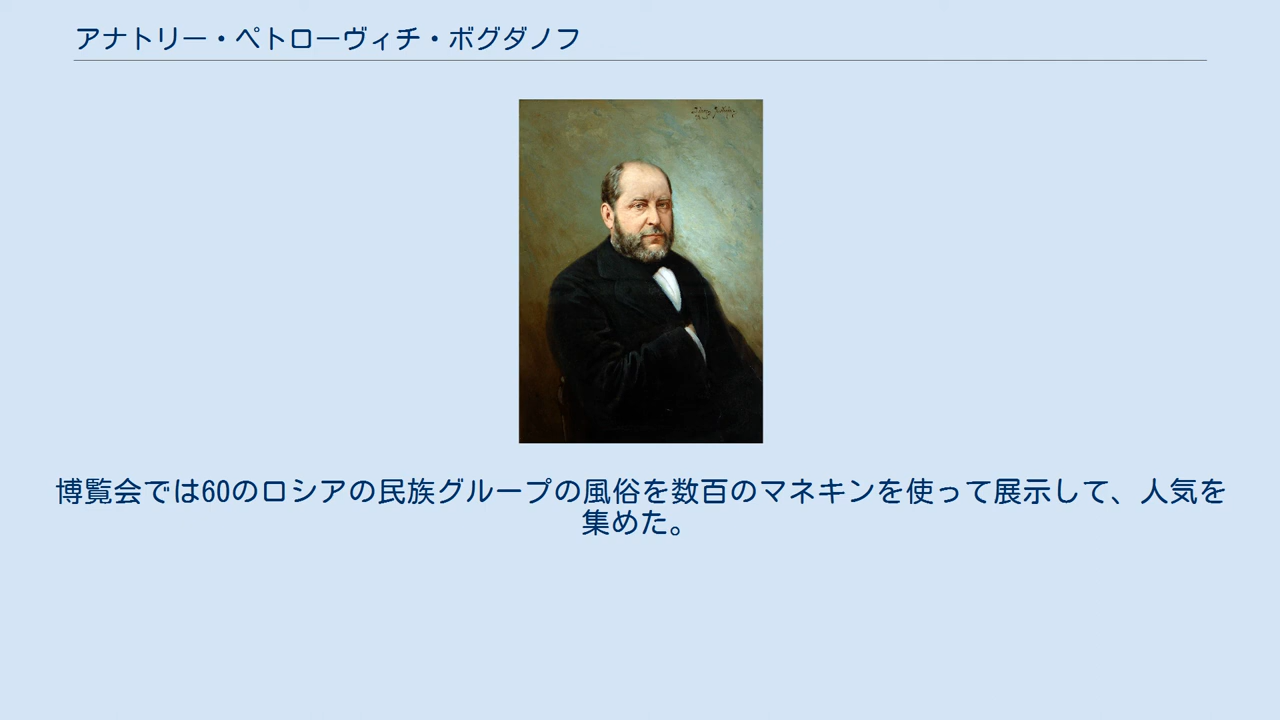 アナトリー・ペトローヴィチ・ボグダノフ
博覧会では60のロシアの民族グループの風俗を数百のマネキンを使って展示して、人気を
集めた。